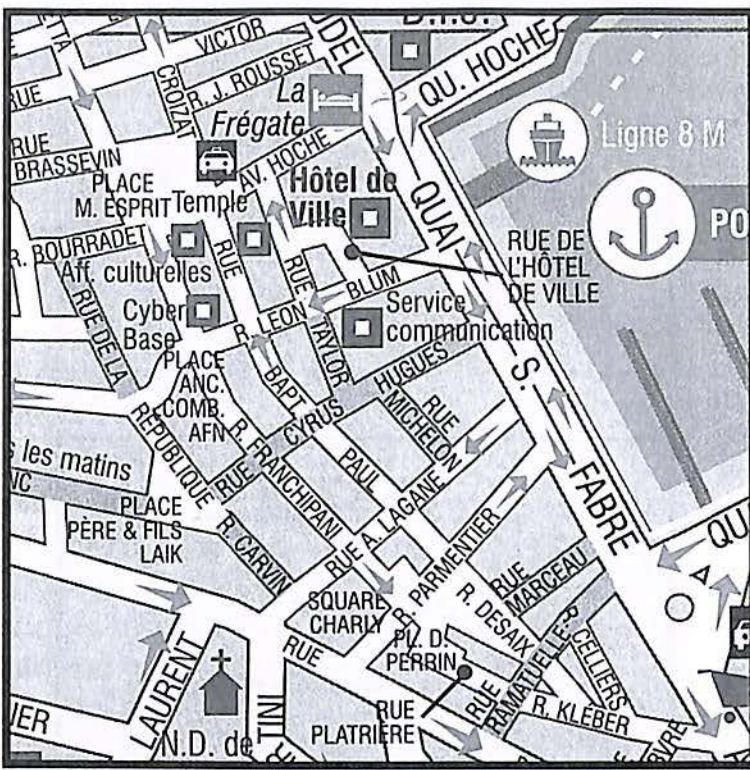 D.I.C.
VICTOR
R. J. ROUSSET
CROIZAT
QU. HOCHE
RUE
La
Frégate
Ligne 8 M
RUE
BRASSEVIN
AV. HOCHE
PLACE
M. ESPRIT
Temple
Hôtel de
Ville
QUAI
PO
R. BOURRADET
RUE
RUE
RUE DE
L'HÔTEL
DE VILLE
Aff. culturelles
BLUM
Cyber
Base
R. LEON
Service
communication
RUE DE LA
TAYLOR
PLACE
ANC.
COMB.
AFN
BAPT
HUGUES
S.
RÉPUBLIQUE
R. FRANCHIPANI
CYRUS
RUE
MICHELON
RUE
s les matins
PAUL
FABRE
PLACE
PÈRE & FILS
LAIK
R. CARVIN
RUE A. LAGANE
QU
R. PARMENTIER
RUE
MARCEAU
SQUARE
CHARLY
R. DESAIX
RUE
PL. D.
PERRIN
RAMATUELLE-R
CELLIERS
LAURENT
RUE
PLATRIÈRE
RUE
R. KLÉBER
IER
N.D. de
TINI